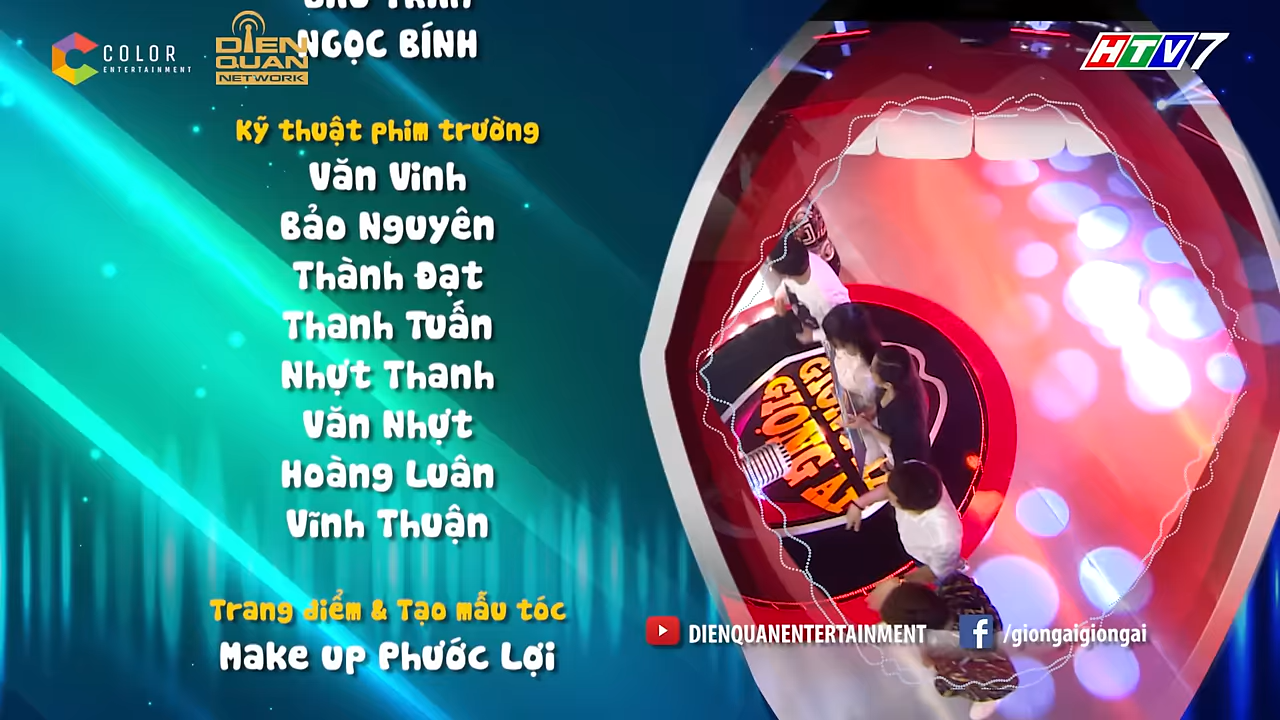 NGỌC BÍNH
COLOR
ENTERTAINMENT
DIEN
QUAN
NETWORK
HTV7
Kỹ thuật phim trường
Văn Vinh
Bảo Nguyên
Thành Đạt
Thanh Tuấn
Nhựt Thanh
Văn Nhựt
Hoàng Luân
Vĩnh Thuận
Trang điểm & Tạo mẫu tóc
Make up Phước Lợi
GIỌNG
DIENQUANENTERTAINMENT
/giongaigiongai